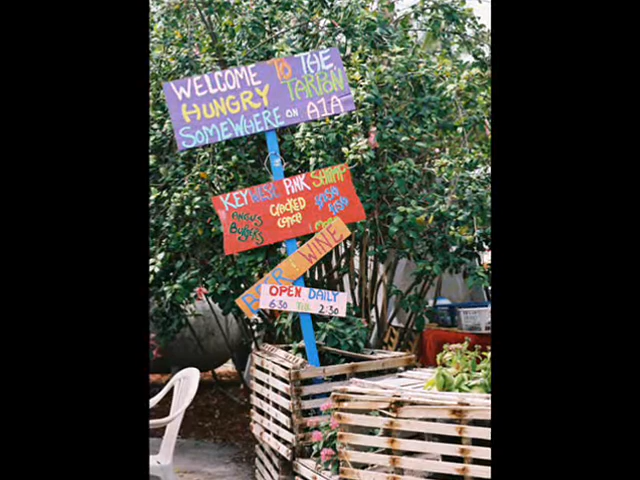 WELCOME TO THE
HUNGRY TARPON
SOMEWHERE ON A1A
KEY WEST PINK SHRIMP
ANGUS BURGERS
CRACKED CONCH
BEER & WINE
OPEN DAILY
6:30 TIL 2:30